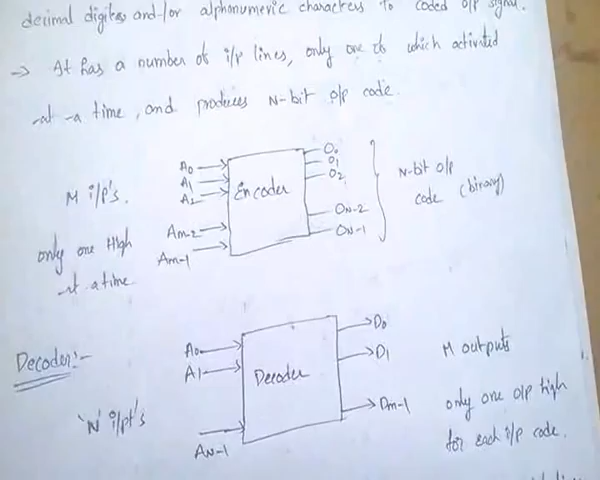 decimal digits and/or alphanumeric characters to coded o/p signal.
→ It has a number of i/p lines, only one of which activated
at a time, and produces N-bit o/p code.
M i/p's.
only one High
at a time
A0
A1
A2
Am-2
Am-1
Encoder
O0
O1
O2
ON-2
ON-1
N-bit o/p
code (binary)
Decoder:-
'N' i/pt's
A0
A1
AN-1
Decoder
D0
D1
Dm-1
M outputs
only one o/p high
for each i/p code.